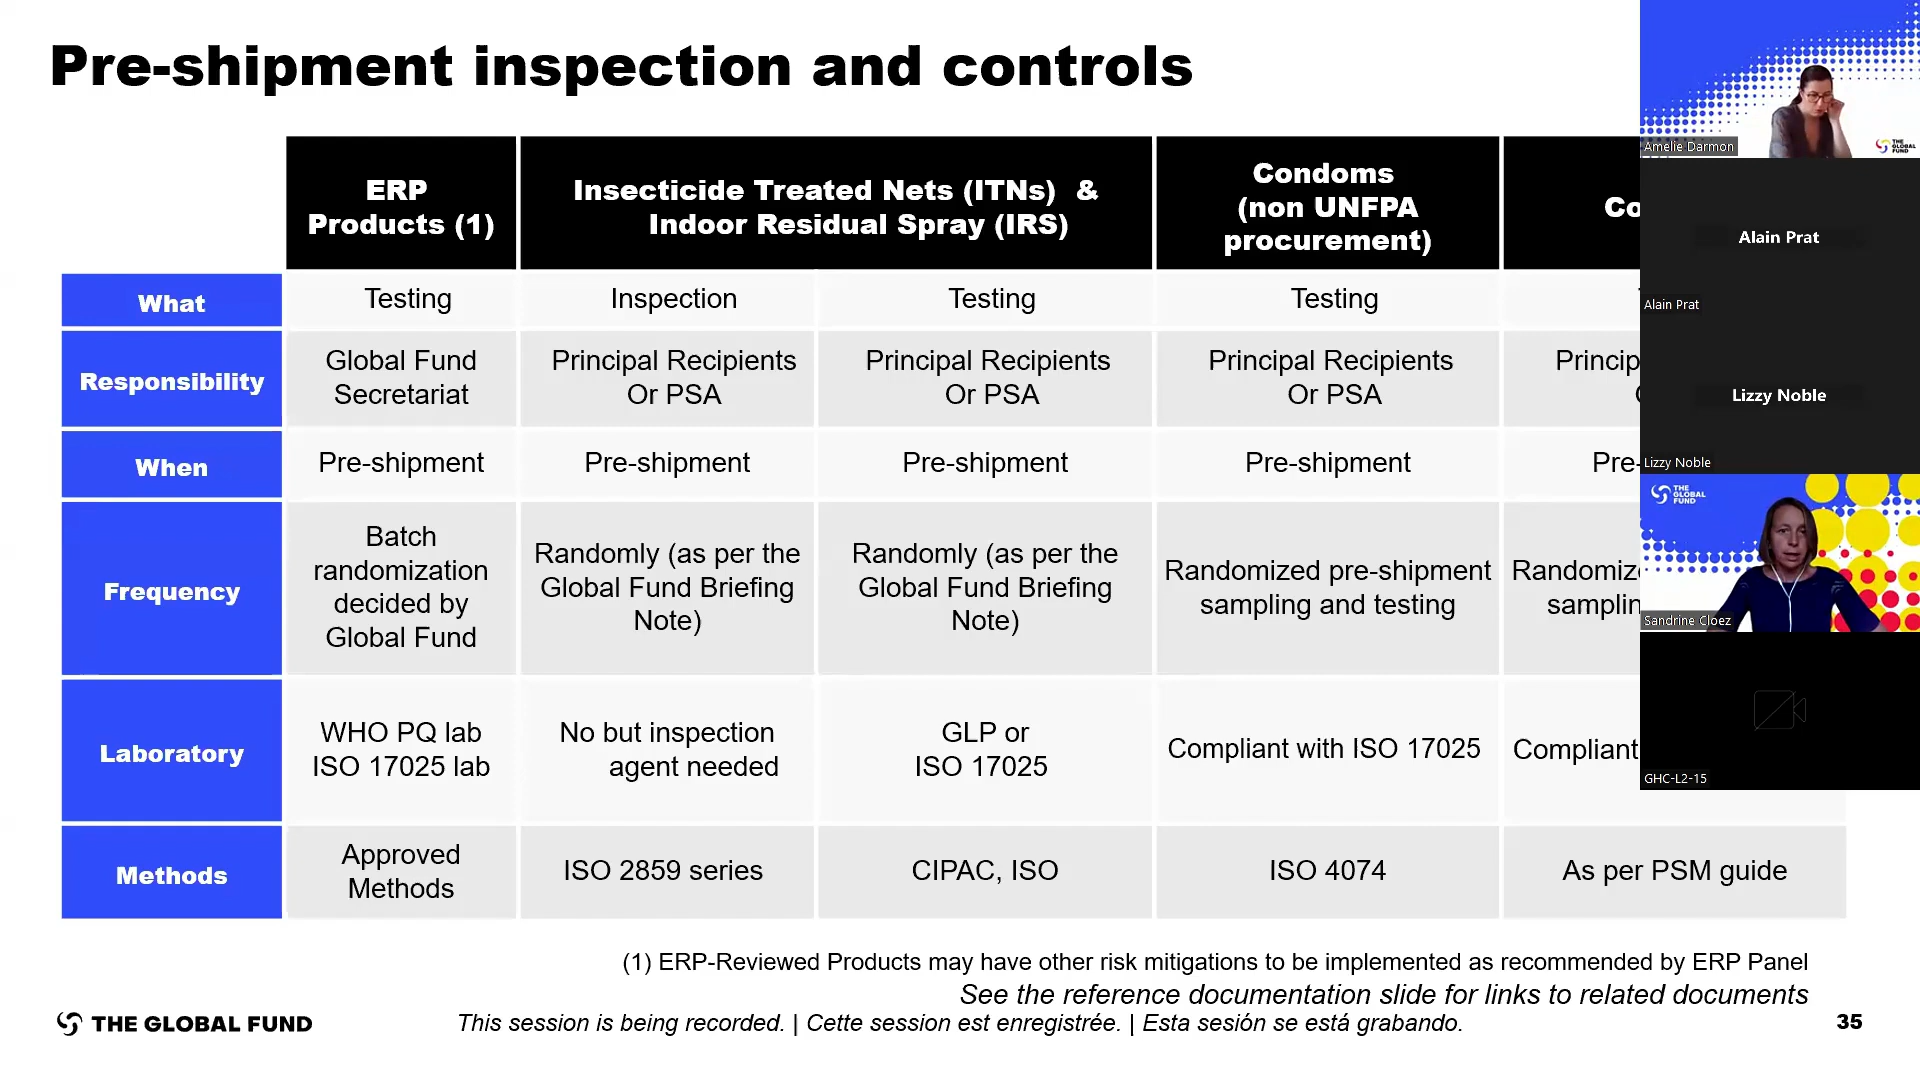 Pre-shipment inspection and controls
ERP
Products (1)
Insecticide Treated Nets (ITNs) &
Indoor Residual Spray (IRS)
Condoms
(non UNFPA
procurement)
What
Testing
Inspection
Testing
Testing
Responsibility
Global Fund
Secretariat
Principal Recipients
Or PSA
Principal Recipients
Or PSA
Principal Recipients
Or PSA
When
Pre-shipment
Pre-shipment
Pre-shipment
Pre-shipment
Pre-
Frequency
Batch
randomization
decided by
Global Fund
Randomly (as per the
Global Fund Briefing
Note)
Randomly (as per the
Global Fund Briefing
Note)
Randomized pre-shipment
sampling and testing
Laboratory
WHO PQ lab
ISO 17025 lab
No but inspection
agent needed
GLP or
ISO 17025
Compliant with ISO 17025
Compliant
Methods
Approved
Methods
ISO 2859 series
CIPAC, ISO
ISO 4074
As per PSM guide
(1) ERP-Reviewed Products may have other risk mitigations to be implemented as recommended by ERP Panel
See the reference documentation slide for links to related documents
THE GLOBAL FUND
This session is being recorded. | Cette session est enregistrée. | Esta sesión se está grabando.
35
Amelie Darmon
THE
GLOBAL
FUND
Alain Prat
Alain Prat
Lizzy Noble
Lizzy Noble
THE
GLOBAL
FUND
Sandrine Cloez
GHC-L2-15